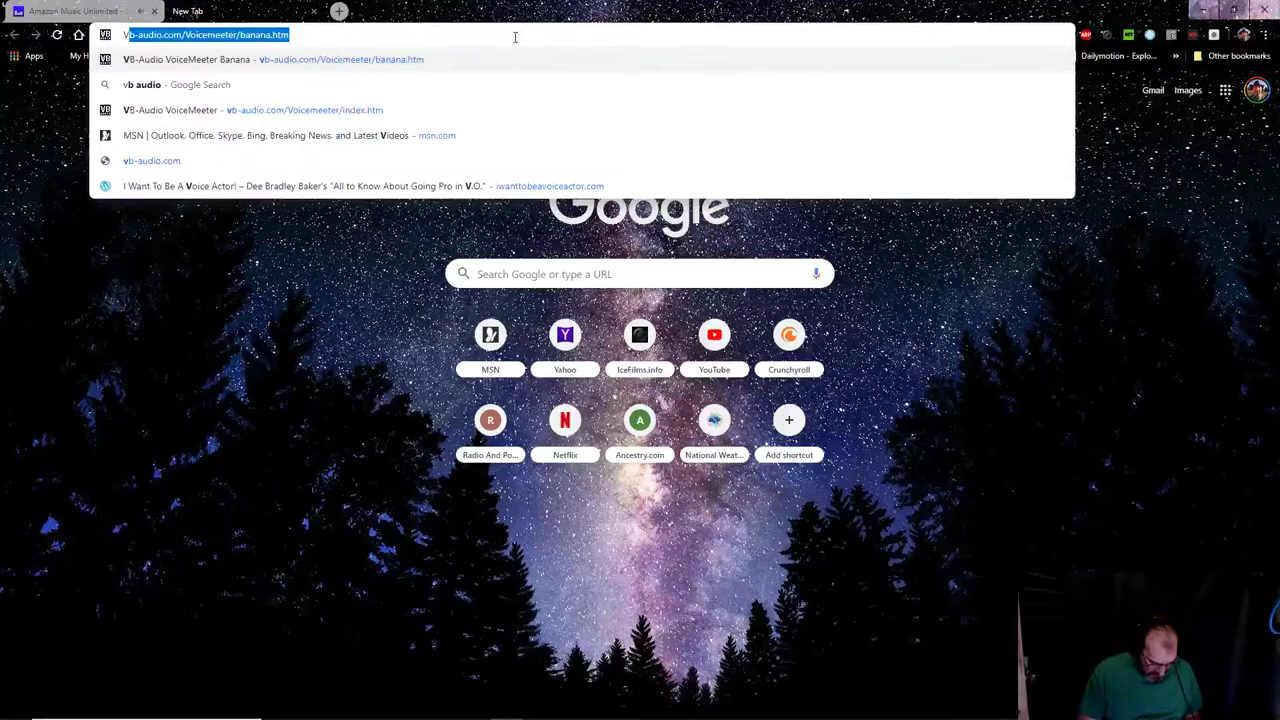 Amazon Music Unlimited -
New Tab
Vb-audio.com/Voicemeeter/banana.htm
VB-Audio VoiceMeeter Banana - vb-audio.com/Voicemeeter/banana.htm
vb audio - Google Search
VB-Audio VoiceMeeter - vb-audio.com/Voicemeeter/index.htm
MSN | Outlook, Office, Skype, Bing, Breaking News, and Latest Videos - msn.com
vb-audio.com
I Want To Be A Voice Actor! – Dee Bradley Baker's "All to Know About Going Pro in V.O." - iwanttobeavoiceactor.com
Apps
My H
Dailymotion - Explo...
»
Other bookmarks
Gmail Images
Google
Search Google or type a URL
MSN Yahoo IceFilms.info YouTube Crunchyroll
R N A
Radio And Po... Netflix Ancestry.com National Weat... Add shortcut